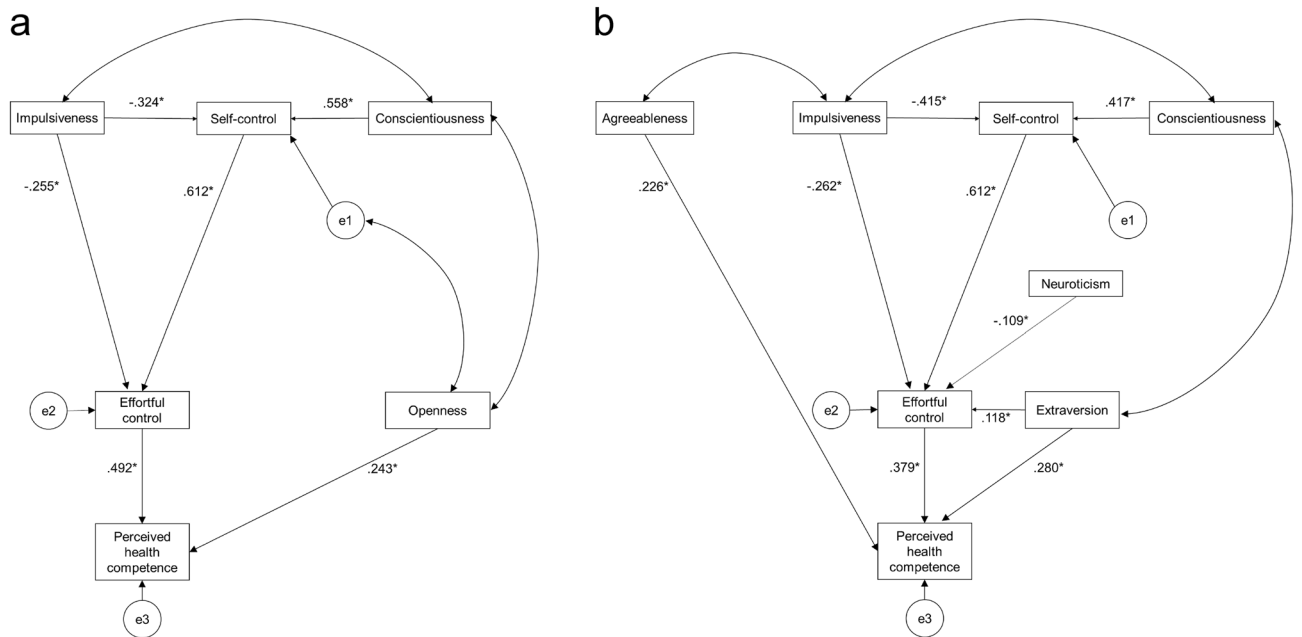 a
-.324*
.558*
Impulsiveness
Self-control
Conscientiousness
-.255*
.612*
e1
e2
Effortful
control
Openness
.492*
.243*
Perceived
health
competence
e3
b
-.415*
.417*
Agreeableness
Impulsiveness
Self-control
Conscientiousness
.226*
-.262*
.612*
e1
Neuroticism
-.109*
e2
Effortful
control
Extraversion
.118*
.379*
.280*
Perceived
health
competence
e3